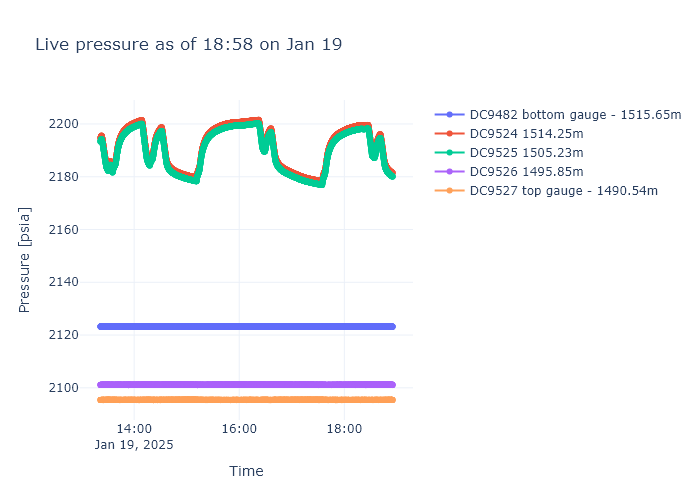 Live pressure as of 18:58 on Jan 19
DC9482 bottom gauge - 1515.65m
DC9524 1514.25m
DC9525 1505.23m
DC9526 1495.85m
DC9527 top gauge - 1490.54m
Pressure [psia]
2200
2180
2160
2140
2120
2100
14:00
16:00
18:00
Jan 19, 2025
Time